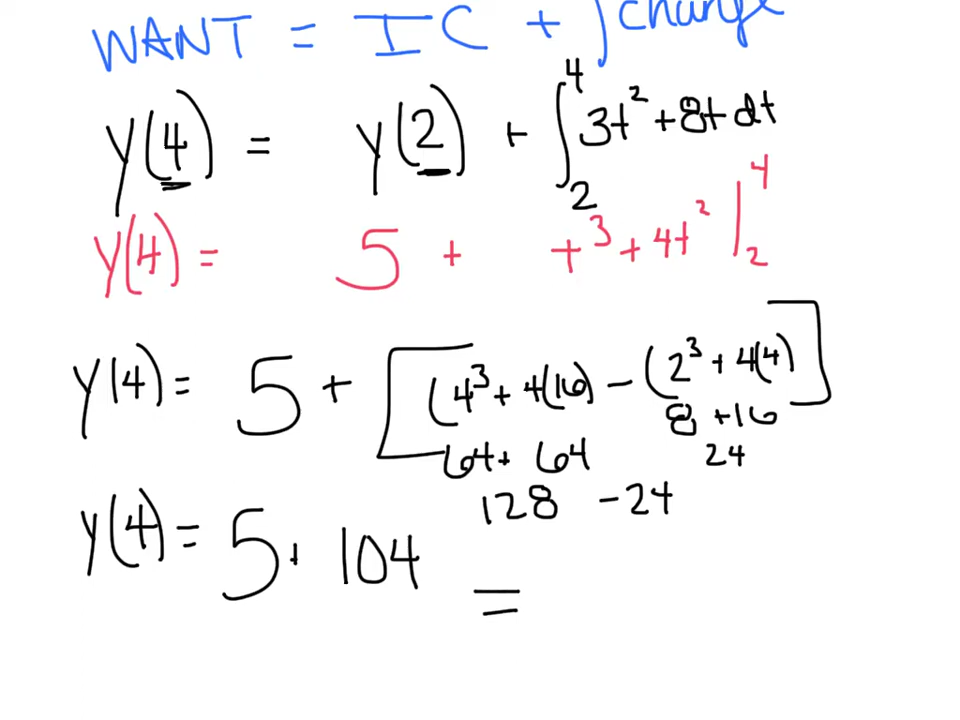 WANT = IC + ∫ change
y(4) = y(2) + ∫₂⁴ 3t² + 8t dt
y(4) = 5 + t³ + 4t² |₂⁴
y(4) = 5 + [(4³ + 4(16) − (2³ + 4(4)]
64 + 64 8 + 16
24
128 − 24
y(4) = 5 + 104 =